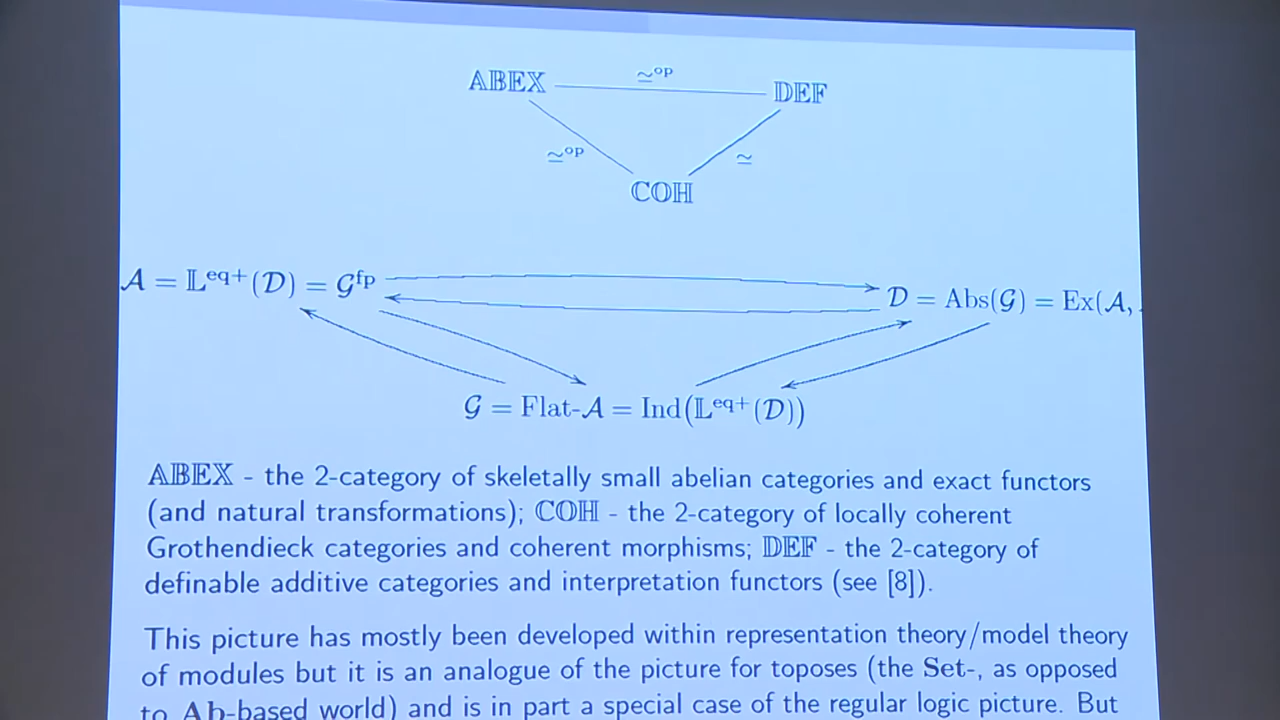 ABEX ≃op DEF
≃op ≃
COH
𝒜 = 𝕃eq+(𝒟) = 𝒢fp
𝒟 = Abs(𝒢) = Ex(𝒜,
𝒢 = Flat-𝒜 = Ind(𝕃eq+(𝒟))
ABEX - the 2-category of skeletally small abelian categories and exact functors
(and natural transformations); COH - the 2-category of locally coherent
Grothendieck categories and coherent morphisms; DEF - the 2-category of
definable additive categories and interpretation functors (see [8]).
This picture has mostly been developed within representation theory/model theory
of modules but it is an analogue of the picture for toposes (the Set-, as opposed
to Ab-based world) and is in part a special case of the regular logic picture. But